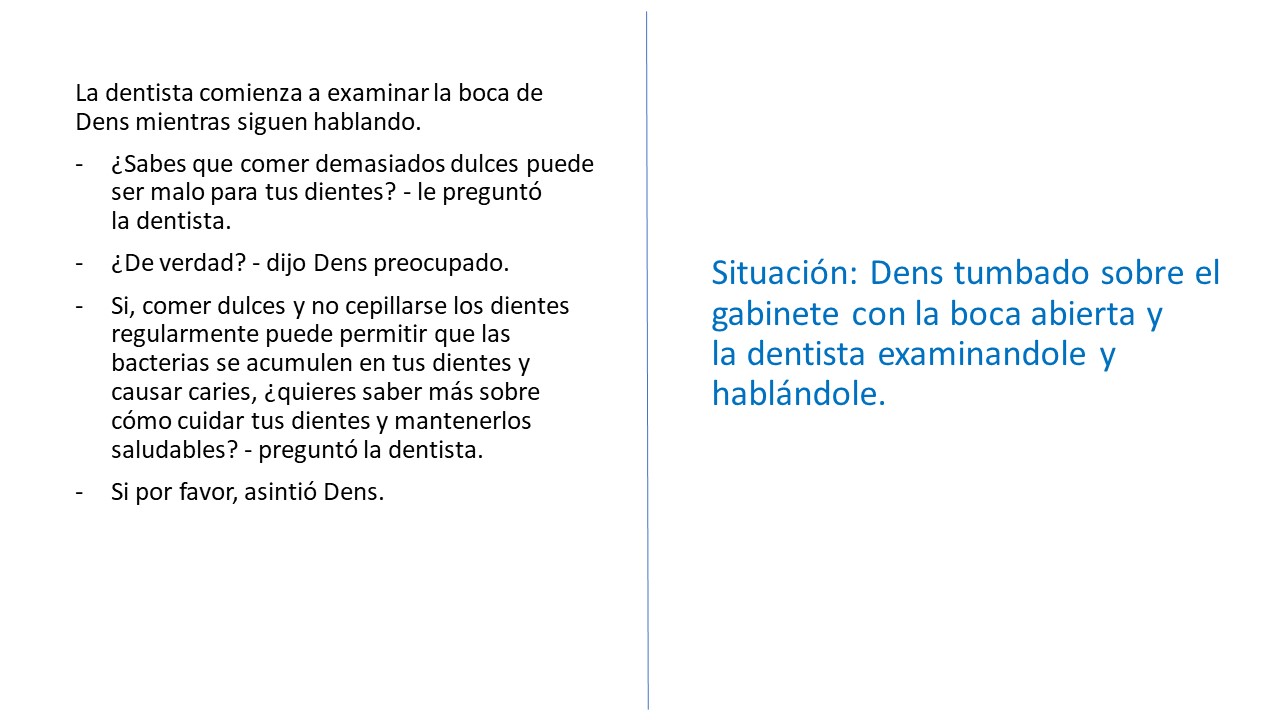 La dentista comienza a examinar la boca de
Dens mientras siguen hablando.
- ¿Sabes que comer demasiados dulces puede
ser malo para tus dientes? - le preguntó
la dentista.
- ¿De verdad? - dijo Dens preocupado.
- Si, comer dulces y no cepillarse los dientes
regularmente puede permitir que las
bacterias se acumulen en tus dientes y
causar caries, ¿quieres saber más sobre
cómo cuidar tus dientes y mantenerlos
saludables? - preguntó la dentista.
- Si por favor, asintió Dens.
Situación: Dens tumbado sobre el
gabinete con la boca abierta y
la dentista examinandole y
hablándole.